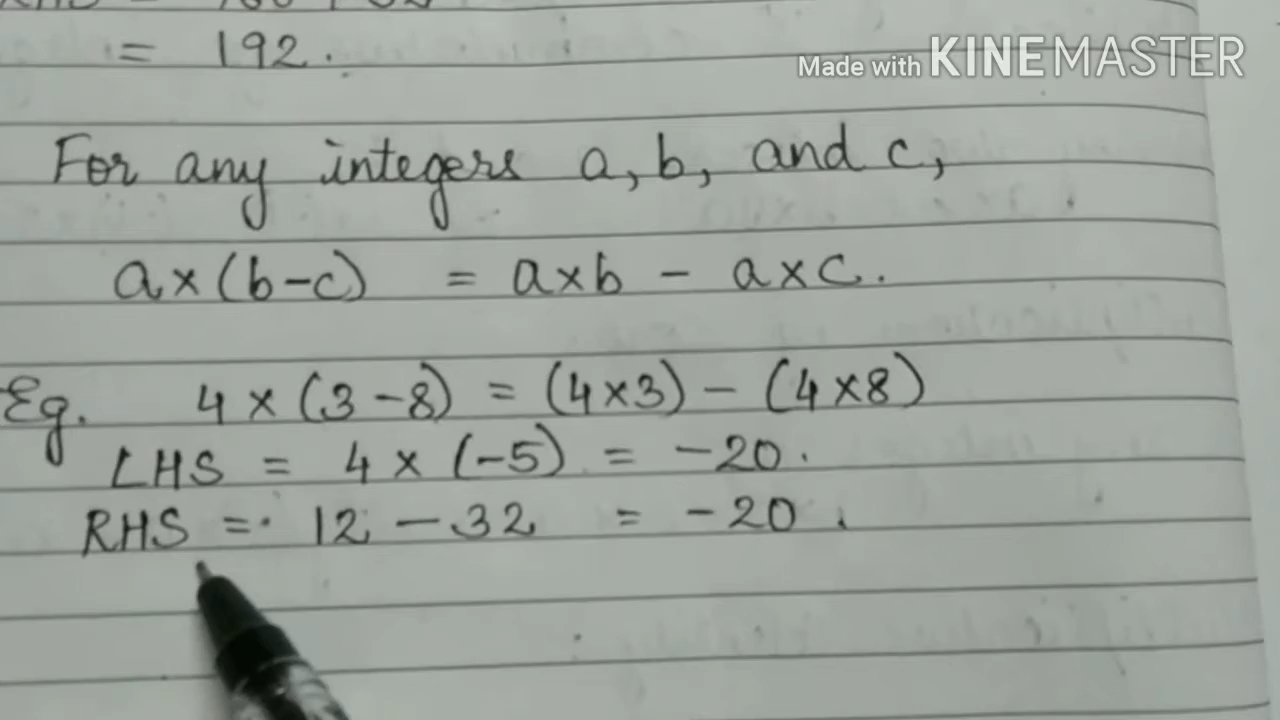 = 192.
Made with KINEMASTER
For any integers a, b, and c,
a×(b-c) = a×b - a×c.
Eg. 4 × (3-8) = (4×3) - (4×8)
LHS = 4 × (-5) = -20.
RHS = 12 - 32 = -20.